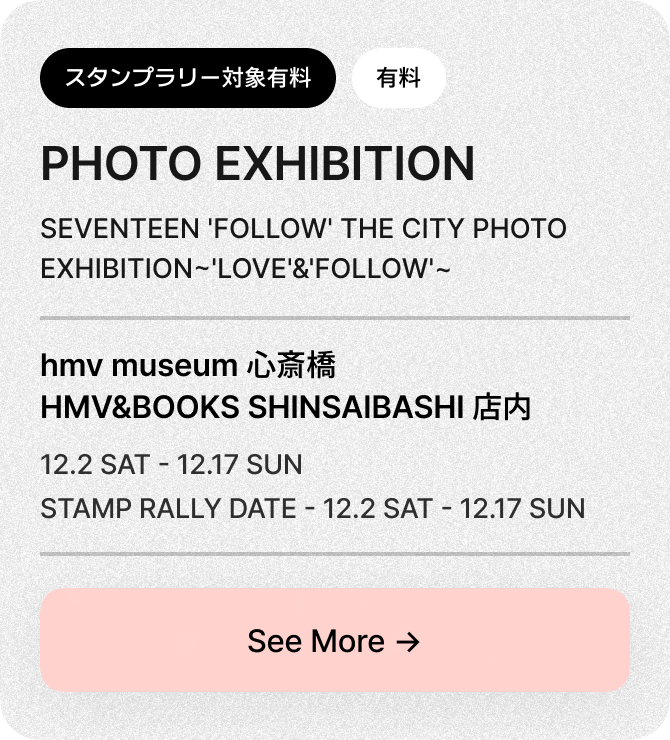 スタンプラリー対象有料
有料
PHOTO EXHIBITION
SEVENTEEN 'FOLLOW' THE CITY PHOTO
EXHIBITION~'LOVE'&'FOLLOW'~
hmv museum 心斎橋
HMV&BOOKS SHINSAIBASHI 店内
12.2 SAT - 12.17 SUN
STAMP RALLY DATE - 12.2 SAT - 12.17 SUN
See More →